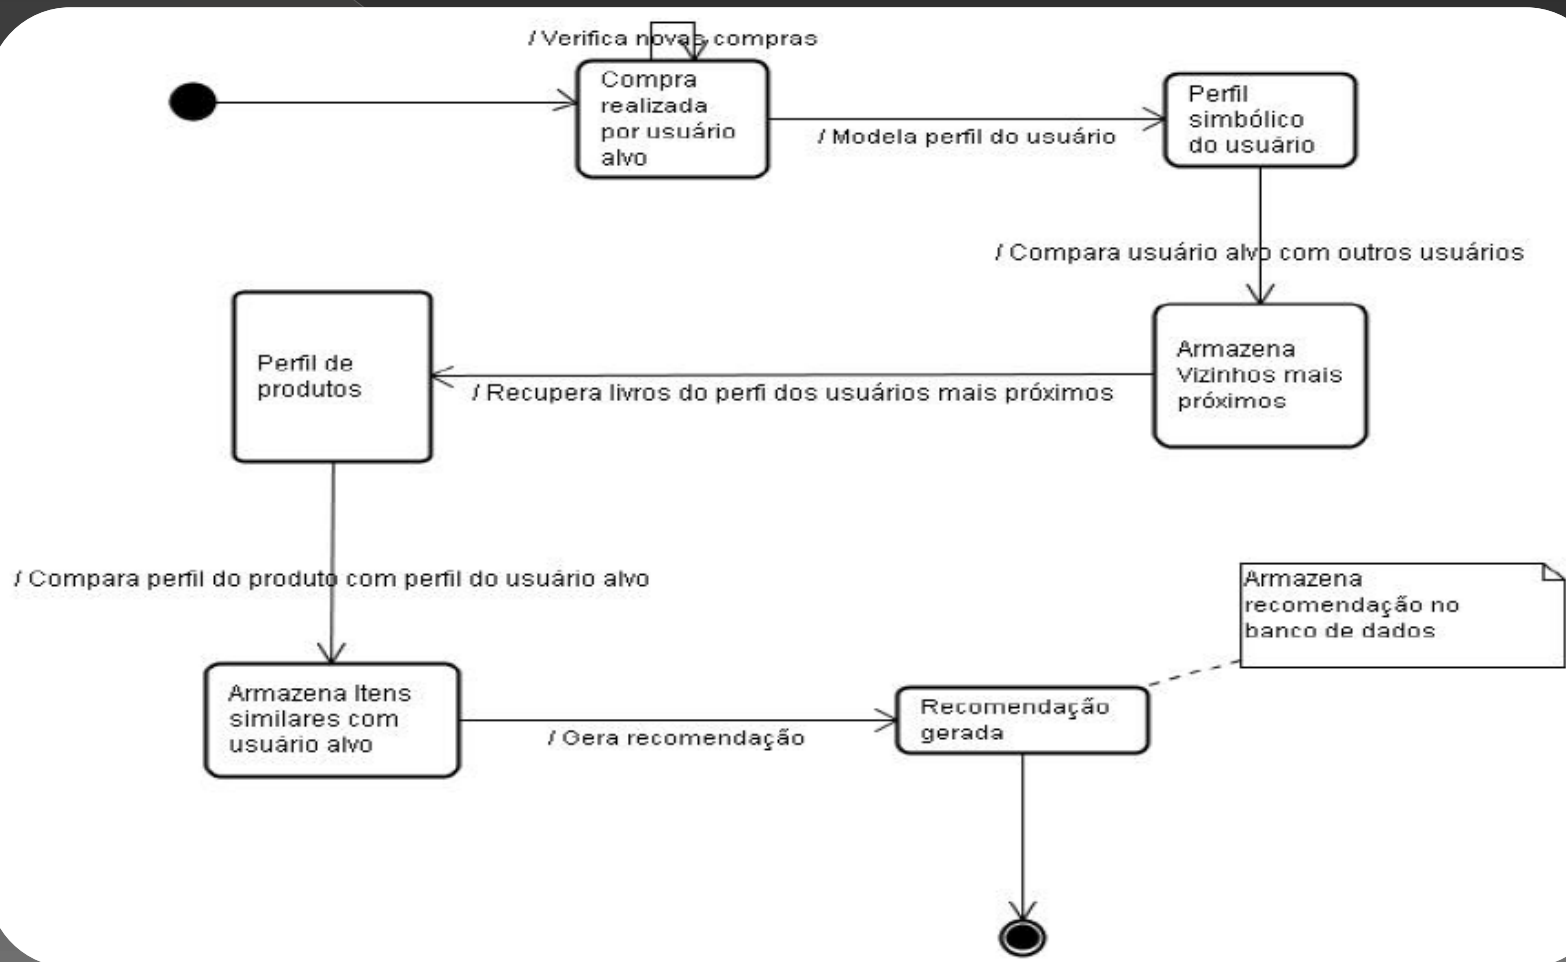 / Verifica novas compras
Compra
realizada
por usuário
alvo
/ Modela perfil do usuário
Perfil
simbólico
do usuário
/ Compara usuário alvo com outros usuários
Armazena
Vizinhos mais
próximos
/ Recupera livros do perfi dos usuários mais próximos
Perfil de
produtos
/ Compara perfil do produto com perfil do usuário alvo
Armazena Itens
similares com
usuário alvo
/ Gera recomendação
Recomendação
gerada
Armazena
recomendação no
banco de dados